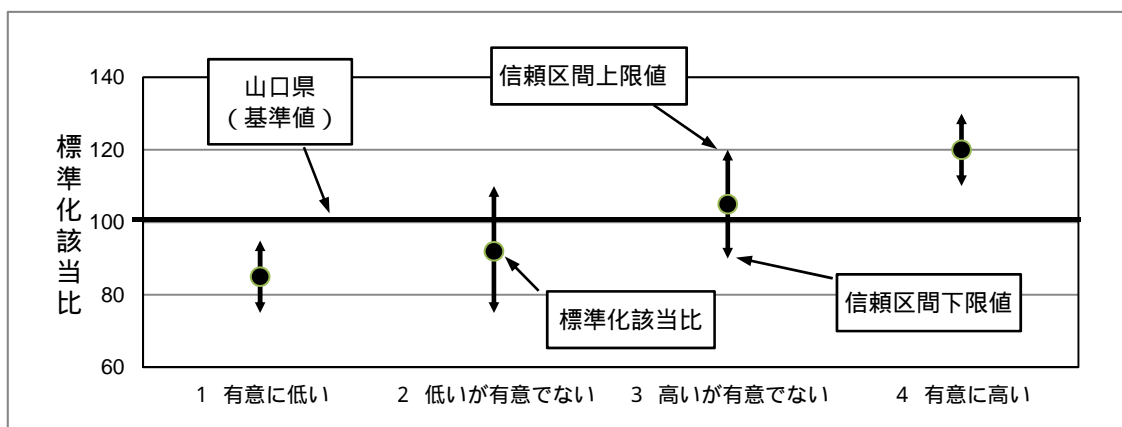 標準化該当比
140
120
100
80
60
山口県
(基準値)
信頼区間上限値
標準化該当比
信頼区間下限値
1 有意に低い
2 低いが有意でない
3 高いが有意でない
4 有意に高い